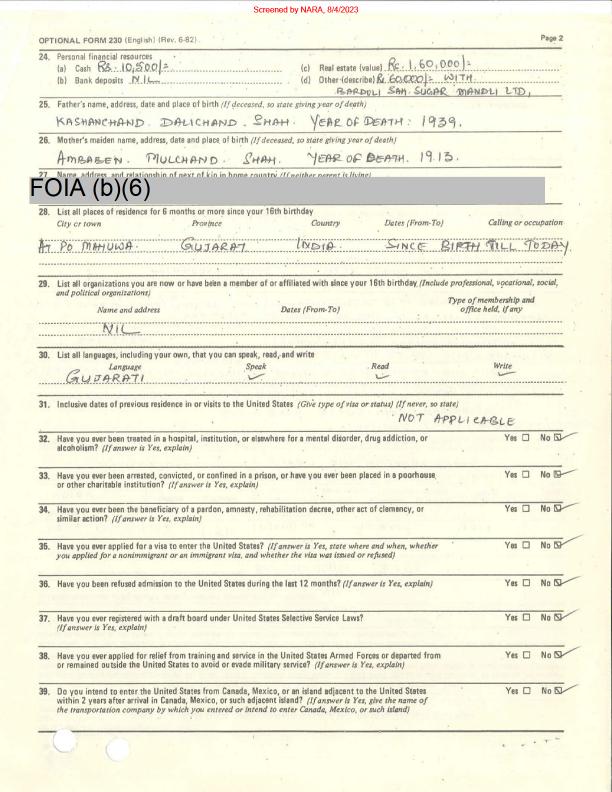 Screened by NARA, 8/4/2023
OPTIONAL FORM 230 (English) (Rev. 6-82) Page 2
24. Personal financial resources
(a) Cash Rs. 10,500/= (c) Real estate (value) Rs. 1,60,000/=
(b) Bank deposits NIL (d) Other (describe) Rs. 60,000/= WITH
BARDOLI SAH. SUGAR MANDLI LTD,
25. Father's name, address, date and place of birth (If deceased, so state giving year of death)
KASHANCHAND. DALICHAND. SHAH. YEAR OF DEATH: 1939.
26. Mother's maiden name, address, date and place of birth (If deceased, so state giving year of death)
AMBABEN. MULCHAND. SHAH. YEAR OF DEATH. 1913.
27. Name, address, and relationship of next of kin in home country (If neither parent is living)
FOIA (b)(6)
28. List all places of residence for 6 months or more since your 16th birthday
City or town Province Country Dates (From-To) Calling or occupation
AT PO MAHUWA. GUJARAT INDIA. SINCE BIRTH TILL TODAY
29. List all organizations you are now or have been a member of or affiliated with since your 16th birthday (Include professional, vocational, social,
and political organizations)
Name and address Dates (From-To) Type of membership and
office held, if any
NIL
30. List all languages, including your own, that you can speak, read, and write
Language Speak Read Write
GUJARATI ✓ ✓ ✓
31. Inclusive dates of previous residence in or visits to the United States (Give type of visa or status) (If never, so state)
NOT APPLICABLE
32. Have you ever been treated in a hospital, institution, or elsewhere for a mental disorder, drug addiction, or Yes ☐ No ☑
alcoholism? (If answer is Yes, explain)
33. Have you ever been arrested, convicted, or confined in a prison, or have you ever been placed in a poorhouse Yes ☐ No ☑
or other charitable institution? (If answer is Yes, explain)
34. Have you ever been the beneficiary of a pardon, amnesty, rehabilitation decree, other act of clemency, or Yes ☐ No ☑
similar action? (If answer is Yes, explain)
35. Have you ever applied for a visa to enter the United States? (If answer is Yes, state where and when, whether Yes ☐ No ☑
you applied for a nonimmigrant or an immigrant visa, and whether the visa was issued or refused)
36. Have you been refused admission to the United States during the last 12 months? (If answer is Yes, explain) Yes ☐ No ☑
37. Have you ever registered with a draft board under United States Selective Service Laws? Yes ☐ No ☑
(If answer is Yes, explain)
38. Have you ever applied for relief from training and service in the United States Armed Forces or departed from Yes ☐ No ☑
or remained outside the United States to avoid or evade military service? (If answer is Yes, explain)
39. Do you intend to enter the United States from Canada, Mexico, or an island adjacent to the United States Yes ☐ No ☑
within 2 years after arrival in Canada, Mexico, or such adjacent island? (If answer is Yes, give the name of
the transportation company by which you entered or intend to enter Canada, Mexico, or such island)